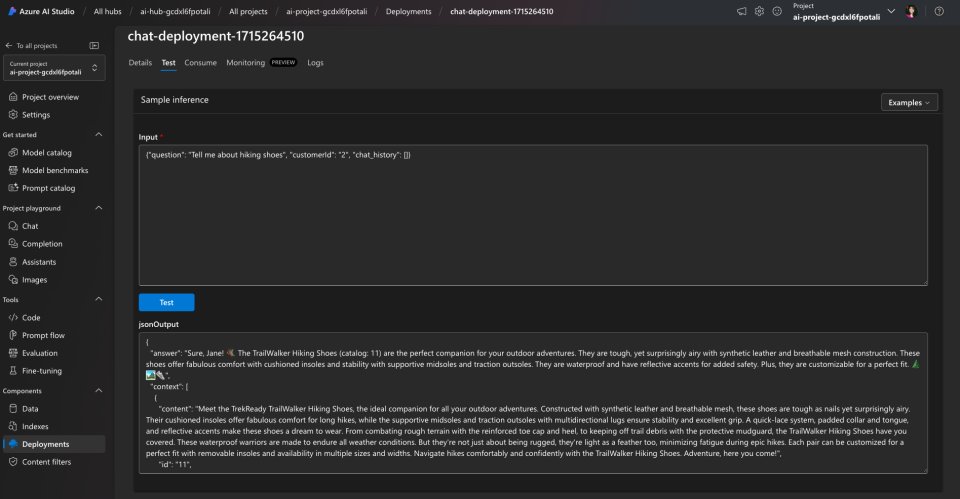 Azure AI Studio / All hubs / ai-hub-gcdxl6fpotali / All projects / ai-project-gcdxl6fpotali / Deployments / chat-deployment-1715264510
Project
ai-project-gcdxl6fpotali
To all projects
Current project
ai-project-gcdxl6fpotali
Project overview
Settings
Get started
Model catalog
Model benchmarks
Prompt catalog
Project playground
Chat
Completion
Assistants
Images
Tools
Code
Prompt flow
Evaluation
Fine-tuning
Components
Data
Indexes
Deployments
Content filters
chat-deployment-1715264510
Details Test Consume Monitoring PREVIEW Logs
Sample inference
Examples
Input *
{"question": "Tell me about hiking shoes", "customerId": "2", "chat_history": []}
Test
jsonOutput
{
"answer": "Sure, Jane! 🥾 The TrailWalker Hiking Shoes (catalog: 11) are the perfect companion for your outdoor adventures. They are tough, yet surprisingly airy with synthetic leather and breathable mesh construction. These
shoes offer fabulous comfort with cushioned insoles and stability with supportive midsoles and traction outsoles. They are waterproof and have reflective accents for added safety. Plus, they are customizable for a perfect fit. 🏕️
🏞️👟",
"context": [
{
"content": "Meet the TrekReady TrailWalker Hiking Shoes, the ideal companion for all your outdoor adventures. Constructed with synthetic leather and breathable mesh, these shoes are tough as nails yet surprisingly airy.
Their cushioned insoles offer fabulous comfort for long hikes, while the supportive midsoles and traction outsoles with multidirectional lugs ensure stability and excellent grip. A quick-lace system, padded collar and tongue,
and reflective accents make these shoes a dream to wear. From combating rough terrain with the reinforced toe cap and heel, to keeping off trail debris with the protective mudguard, the TrailWalker Hiking Shoes have you
covered. These waterproof warriors are made to endure all weather conditions. But they're not just about being rugged, they're light as a feather too, minimizing fatigue during epic hikes. Each pair can be customized for a
perfect fit with removable insoles and availability in multiple sizes and widths. Navigate hikes comfortably and confidently with the TrailWalker Hiking Shoes. Adventure, here you come!",
"id": "11",